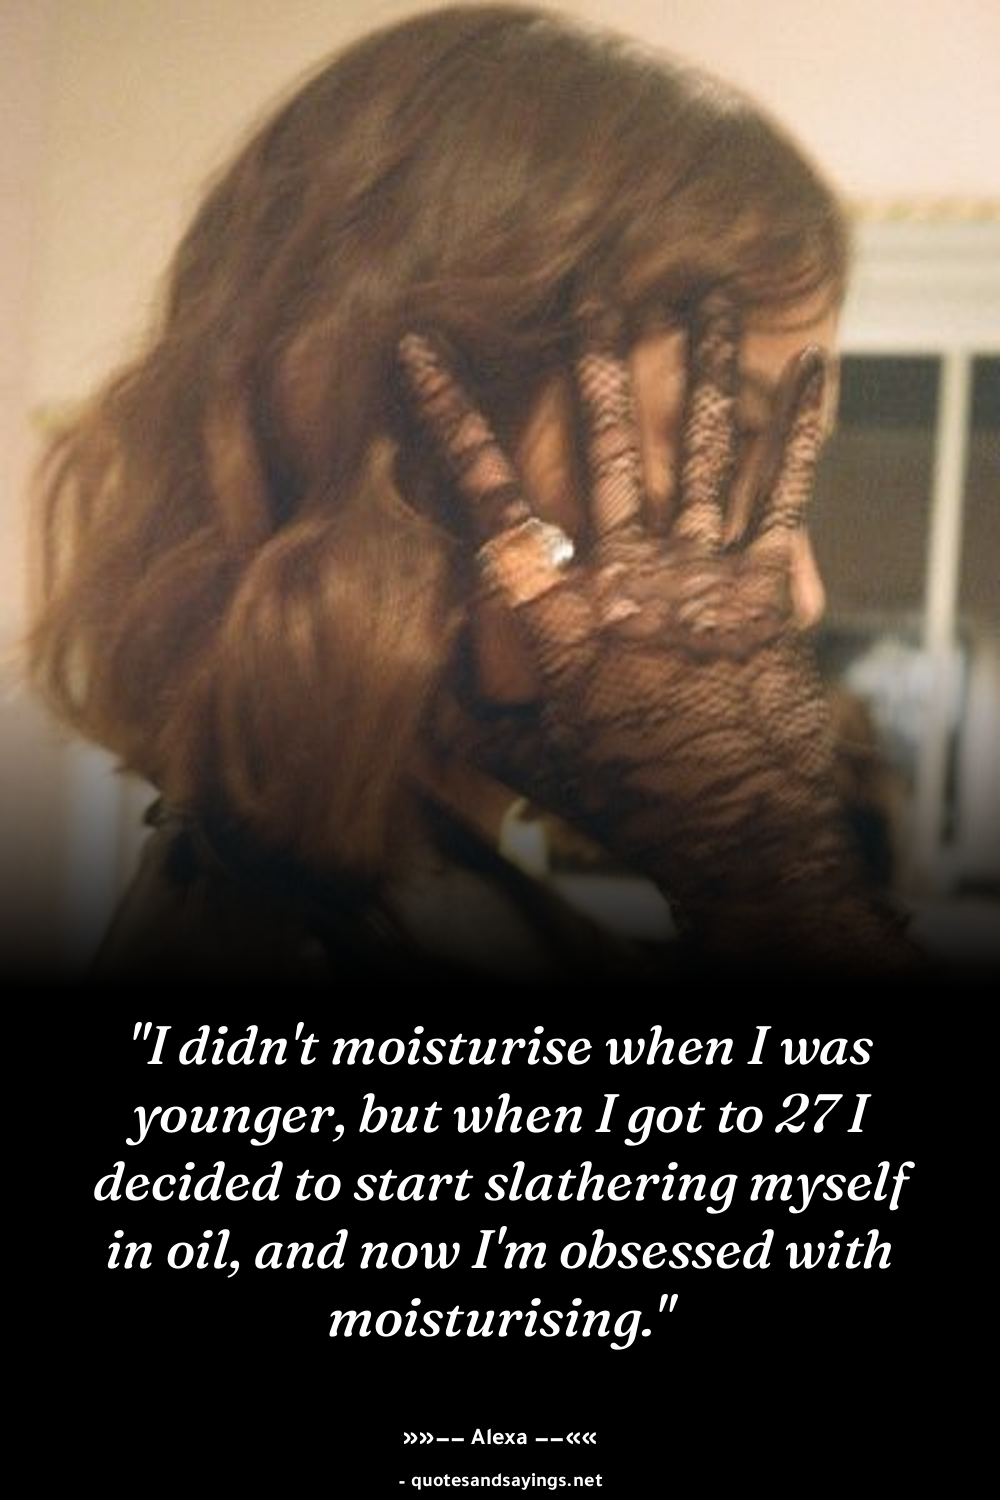 "I didn't moisturise when I was
younger, but when I got to 27 I
decided to start slathering myself
in oil, and now I'm obsessed with
moisturising."
»»–– Alexa ––««
- quotesandsayings.net